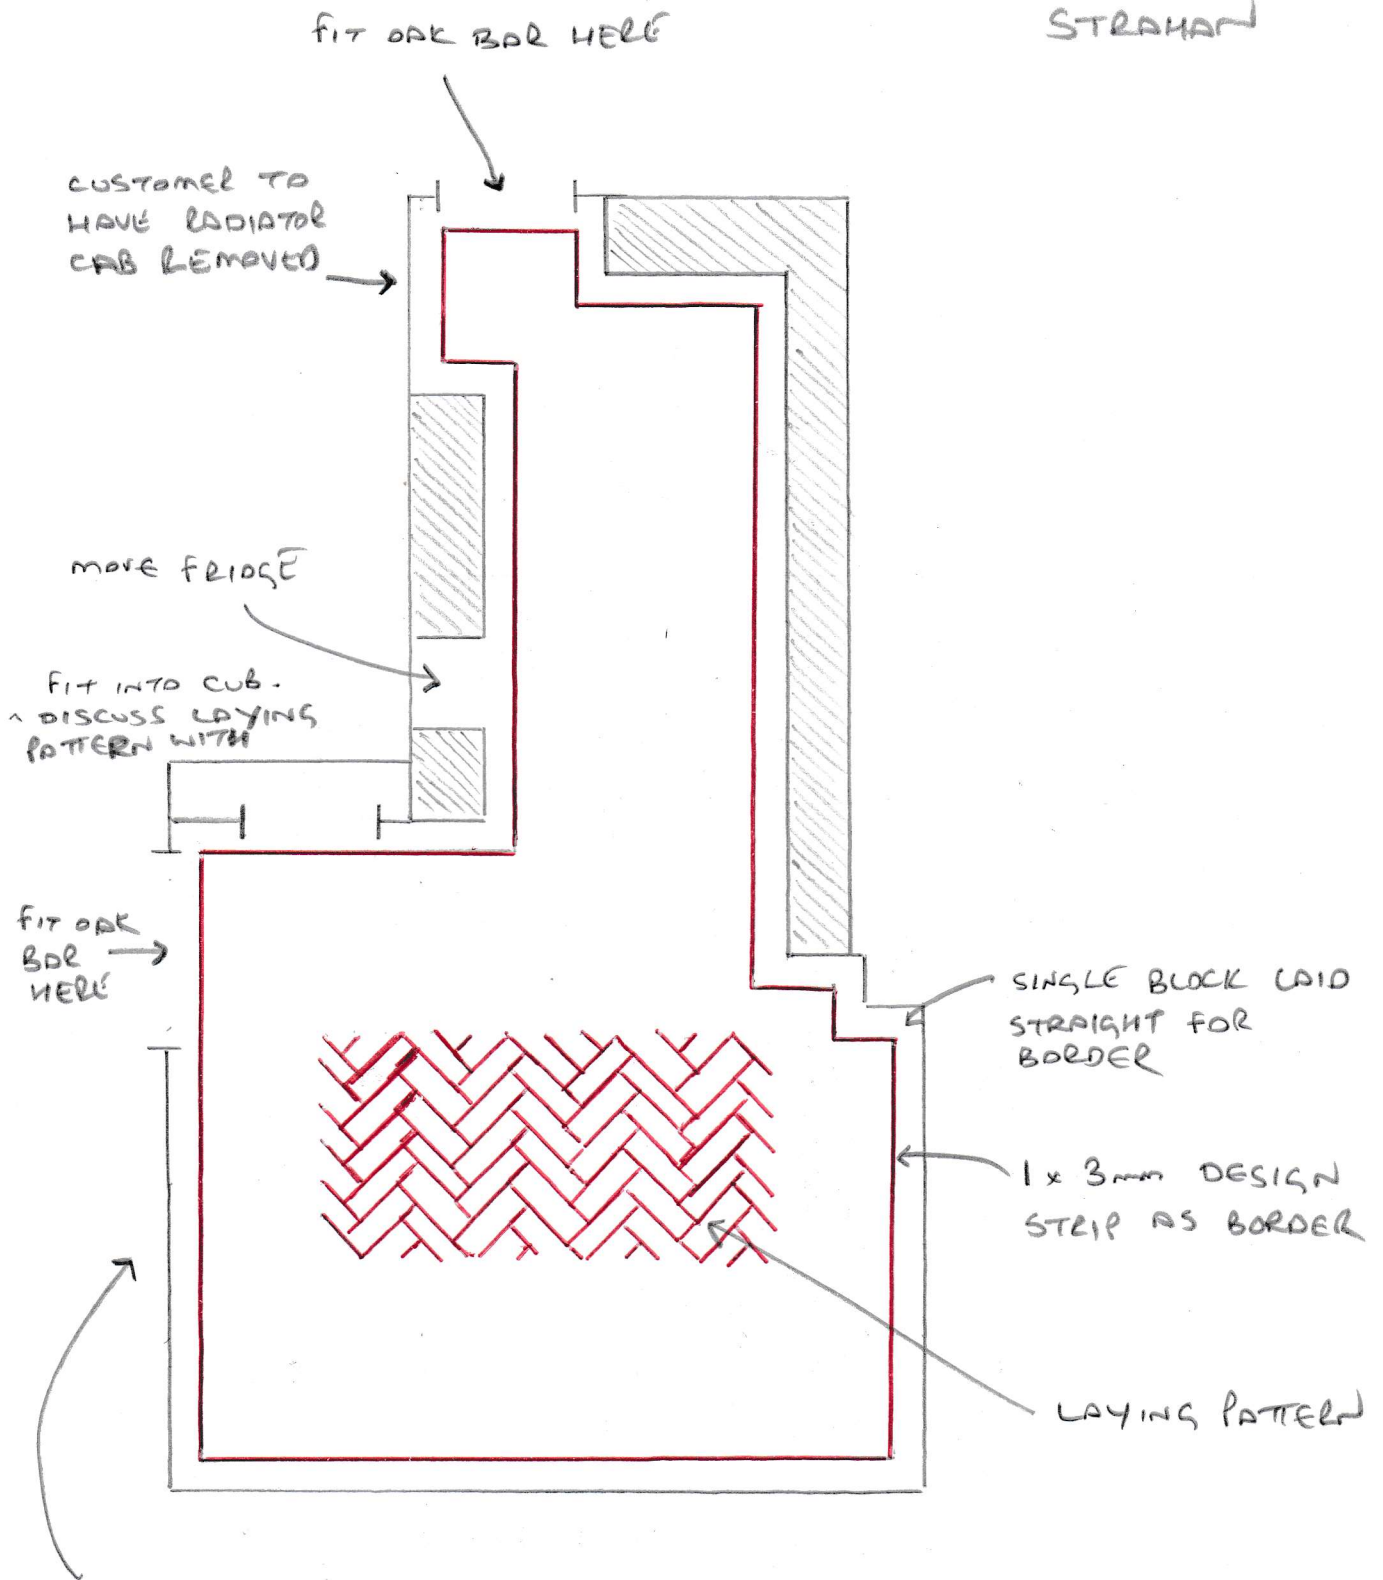 FIT OAK BAR HERE
STRAHAN
CUSTOMER TO
HAVE RADIATOR
CAB REMOVED
MOVE FRIDGE
FIT INTO CUB.
DISCUSS LAYING
PATTERN WITH
FIT OAK
BAR
HERE
SINGLE BLOCK LAID
STRAIGHT FOR
BORDER
1 x 3mm DESIGN
STRIP AS BORDER
LAYING PATTERN